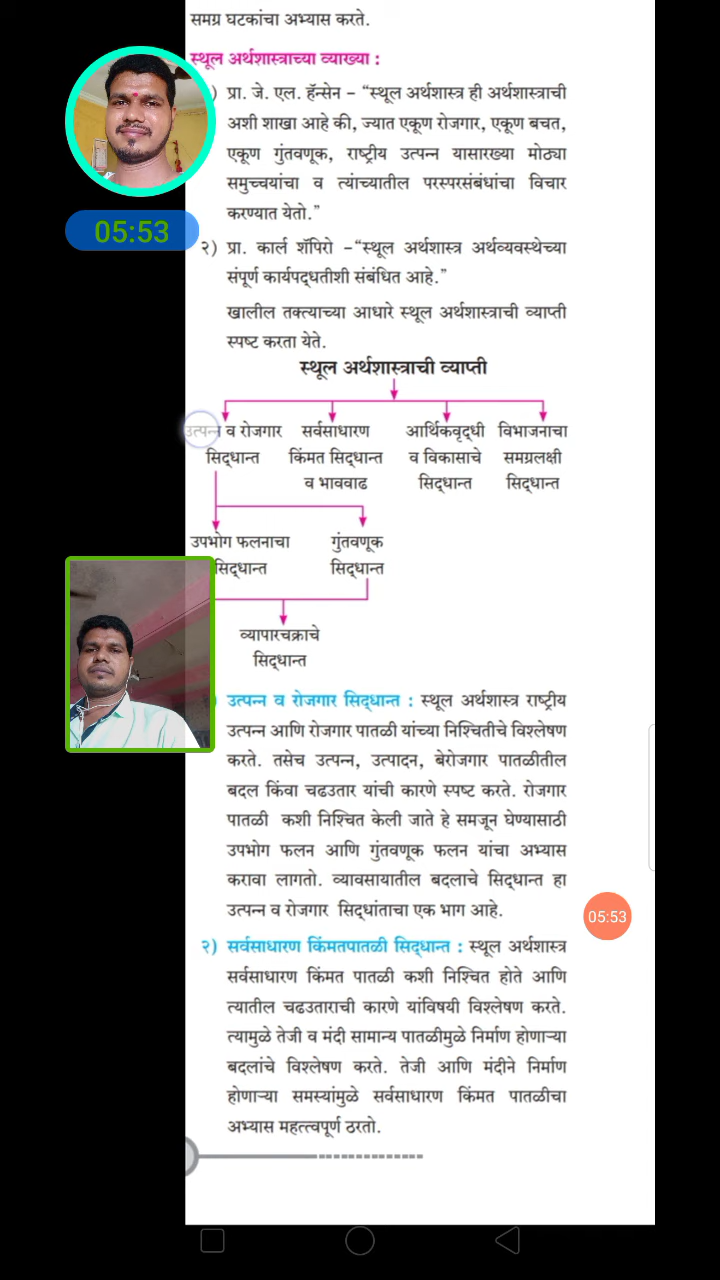 समग्र घटकांचा अभ्यास करते.
स्थूल अर्थशास्त्राच्या व्याख्या :
) प्रा. जे. एल. हॅन्सेन – “स्थूल अर्थशास्त्र ही अर्थशास्त्राची
अशी शाखा आहे की, ज्यात एकूण रोजगार, एकूण बचत,
एकूण गुंतवणूक, राष्ट्रीय उत्पन्न यासारख्या मोठ्या
समुच्चयांचा व त्यांच्यातील परस्परसंबंधांचा विचार
करण्यात येतो.”
05:53
२) प्रा. कार्ल शॅपिरो –“स्थूल अर्थशास्त्र अर्थव्यवस्थेच्या
संपूर्ण कार्यपद्धतीशी संबंधित आहे.”
खालील तक्त्याच्या आधारे स्थूल अर्थशास्त्राची व्याप्ती
स्पष्ट करता येते.
स्थूल अर्थशास्त्राची व्याप्ती
उत्पन्न व रोजगार
सिद्धान्त
सर्वसाधारण
किंमत सिद्धान्त
व भाववाढ
आर्थिकवृद्धी
व विकासाचे
सिद्धान्त
विभाजनाचा
समग्रलक्षी
सिद्धान्त
उपभोग फलनाचा
सिद्धान्त
गुंतवणूक
सिद्धान्त
व्यापारचक्राचे
सिद्धान्त
) उत्पन्न व रोजगार सिद्धान्त : स्थूल अर्थशास्त्र राष्ट्रीय
उत्पन्न आणि रोजगार पातळी यांच्या निश्चितीचे विश्लेषण
करते. तसेच उत्पन्न, उत्पादन, बेरोजगार पातळीतील
बदल किंवा चढउतार यांची कारणे स्पष्ट करते. रोजगार
पातळी कशी निश्चित केली जाते हे समजून घेण्यासाठी
उपभोग फलन आणि गुंतवणूक फलन यांचा अभ्यास
करावा लागतो. व्यावसायातील बदलाचे सिद्धान्त हा
उत्पन्न व रोजगार सिद्धांताचा एक भाग आहे.
05:53
२) सर्वसाधारण किंमतपातळी सिद्धान्त : स्थूल अर्थशास्त्र
सर्वसाधारण किंमत पातळी कशी निश्चित होते आणि
त्यातील चढउताराची कारणे यांविषयी विश्लेषण करते.
त्यामुळे तेजी व मंदी सामान्य पातळीमुळे निर्माण होणाऱ्या
बदलांचे विश्लेषण करते. तेजी आणि मंदीने निर्माण
होणाऱ्या समस्यांमुळे सर्वसाधारण किंमत पातळीचा
अभ्यास महत्त्वपूर्ण ठरतो.